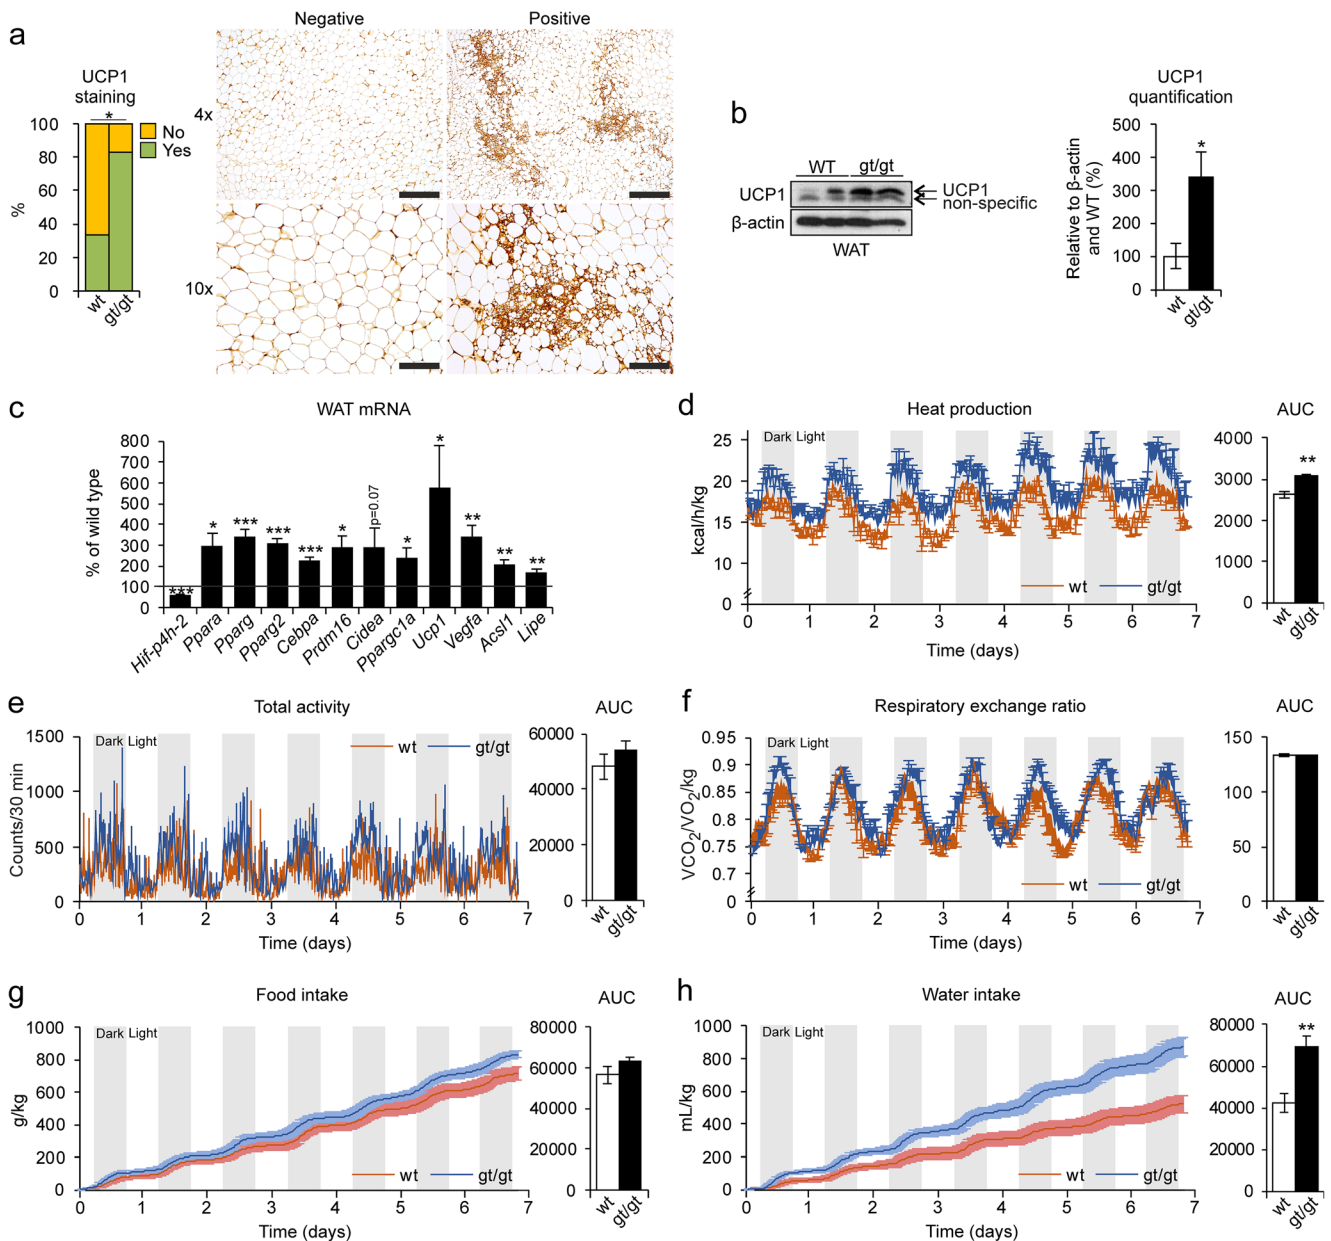 a
Negative
Positive
UCP1
staining
*
No
Yes
100
80
60
40
20
0
%
wt
gt/gt
4x
10x
b
WT
gt/gt
UCP1
UCP1
non-specific
β-actin
WAT
UCP1
quantification
Relative to β-actin
and WT (%)
500
400
300
200
100
0
*
wt
gt/gt
c
WAT mRNA
% of wild type
800
700
600
500
400
300
200
100
0
***
*
***
***
***
*
p=0.07
*
*
**
**
**
Hif-p4h-2
Ppara
Pparg
Pparg2
Cebpa
Prdm16
Cidea
Ppargc1a
Ucp1
Vegfa
Acsl1
Lipe
d
Heat production
Dark Light
kcal/h/kg
25
20
15
10
0
wt
gt/gt
0 1 2 3 4 5 6 7
Time (days)
AUC
4000
3000
2000
1000
0
**
wt
gt/gt
e
Total activity
Dark Light
wt
gt/gt
Counts/30 min
1500
1000
500
0
0 1 2 3 4 5 6 7
Time (days)
AUC
60000
40000
20000
0
wt
gt/gt
f
Respiratory exchange ratio
Dark Light
VCO2/VO2/kg
0.95
0.9
0.85
0.8
0.75
0.7
0
wt
gt/gt
0 1 2 3 4 5 6 7
Time (days)
AUC
150
100
50
0
wt
gt/gt
g
Food intake
Dark Light
g/kg
1000
800
600
400
200
0
wt
gt/gt
0 1 2 3 4 5 6 7
Time (days)
AUC
80000
60000
40000
20000
0
wt
gt/gt
h
Water intake
Dark Light
mL/kg
1000
800
600
400
200
0
wt
gt/gt
0 1 2 3 4 5 6 7
Time (days)
AUC
80000
60000
40000
20000
0
**
wt
gt/gt